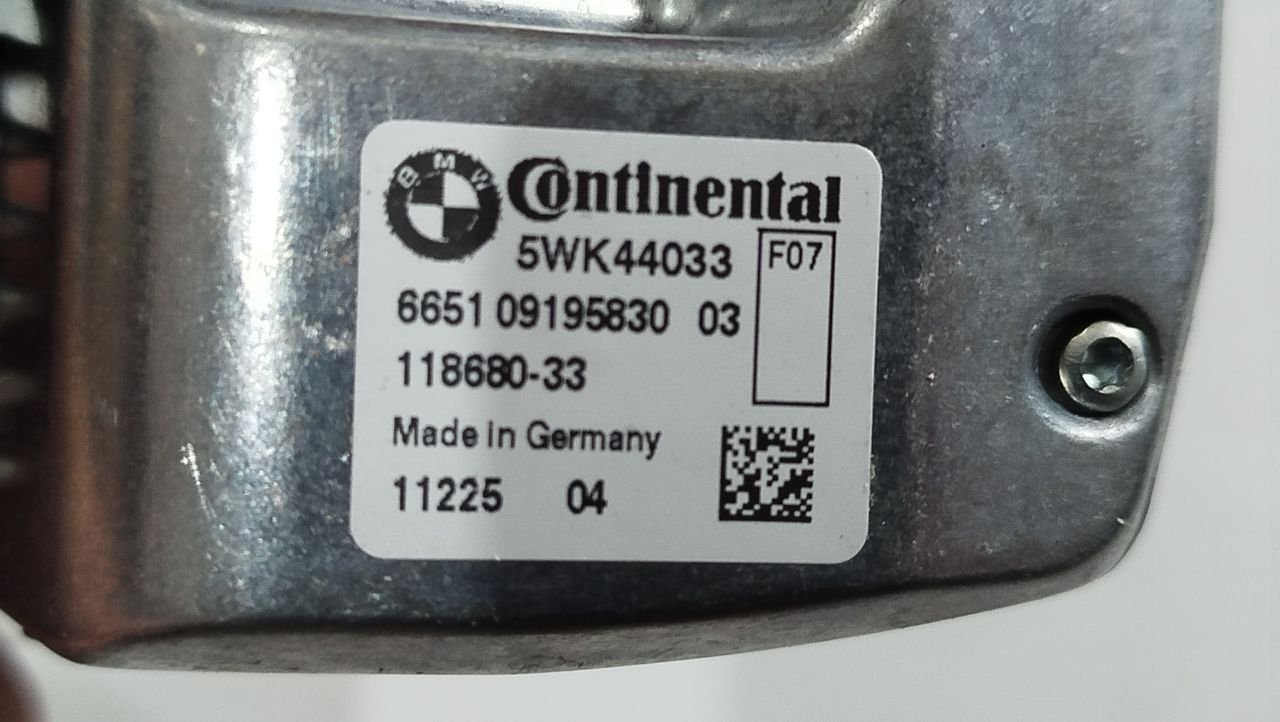 BMW Continental
5WK44033
F07
6651 09195830 03
118680-33
Made in Germany
11225 04